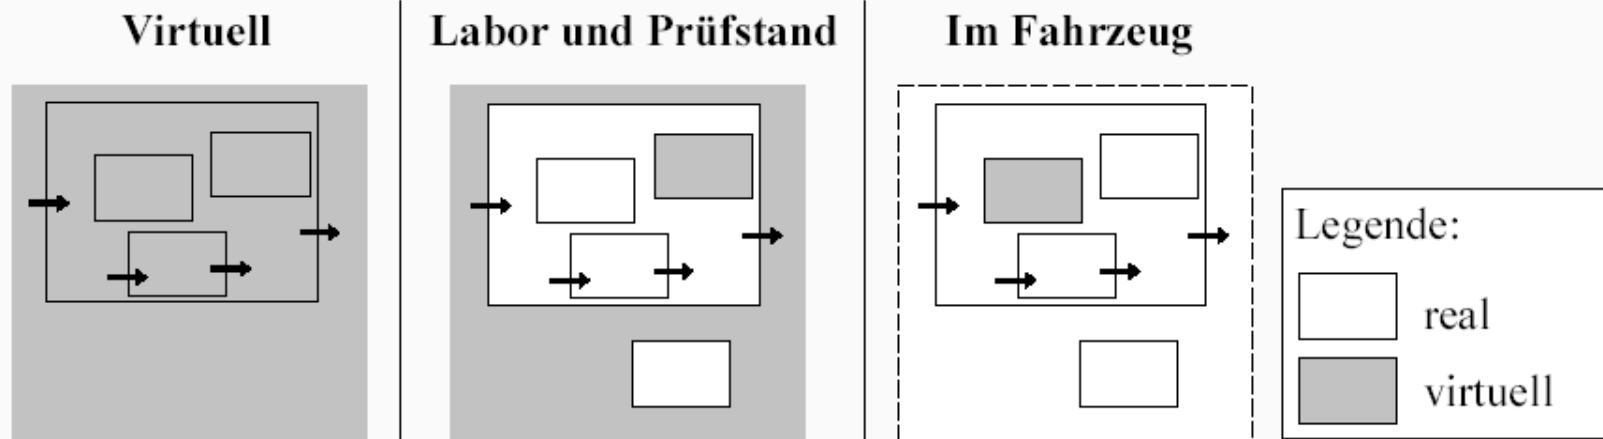 Virtuell
Labor und Prüfstand
Im Fahrzeug
Legende:
real
virtuell